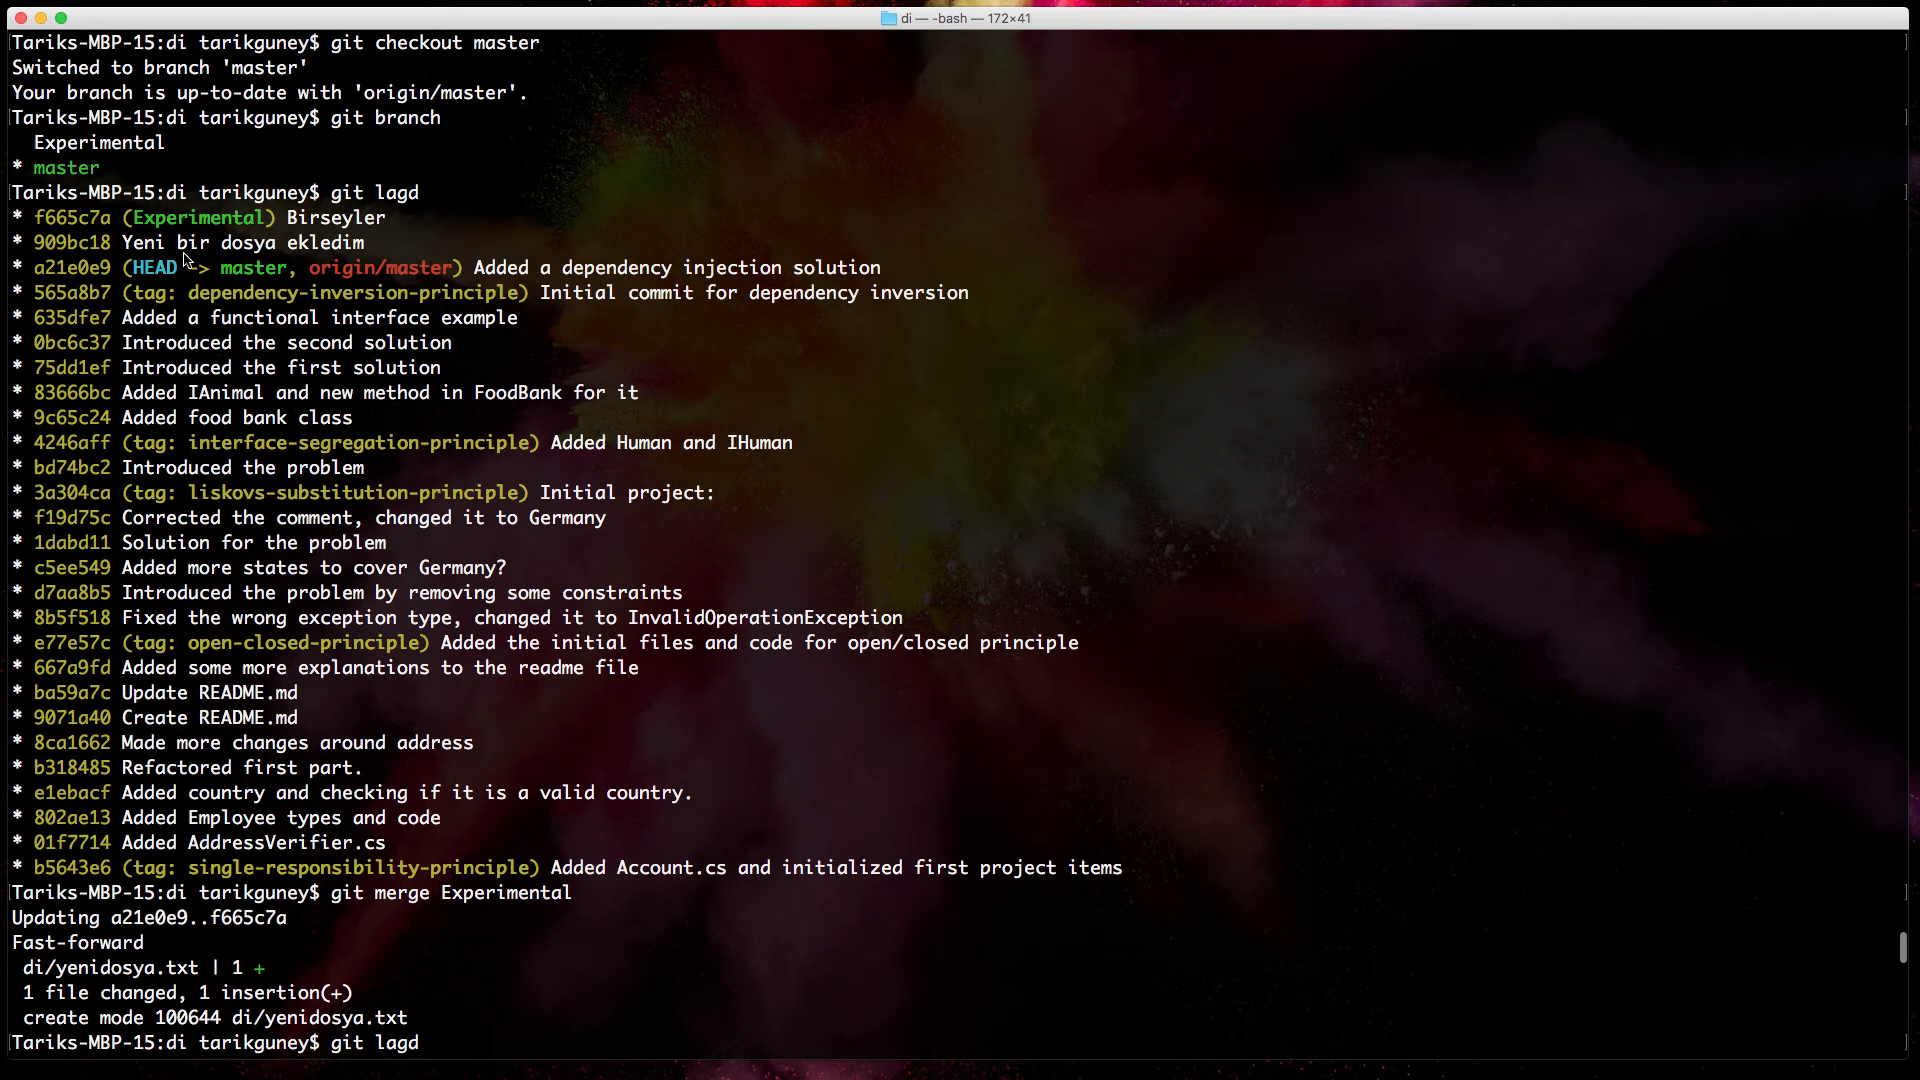 di — -bash — 172×41
Tariks-MBP-15:di tarikguney$ git checkout master
Switched to branch 'master'
Your branch is up-to-date with 'origin/master'.
Tariks-MBP-15:di tarikguney$ git branch
  Experimental
* master
Tariks-MBP-15:di tarikguney$ git lagd
* f665c7a (Experimental) Birseyler
* 909bc18 Yeni bir dosya ekledim
* a21e0e9 (HEAD -> master, origin/master) Added a dependency injection solution
* 565a8b7 (tag: dependency-inversion-principle) Initial commit for dependency inversion
* 635dfe7 Added a functional interface example
* 0bc6c37 Introduced the second solution
* 75dd1ef Introduced the first solution
* 83666bc Added IAnimal and new method in FoodBank for it
* 9c65c24 Added food bank class
* 4246aff (tag: interface-segregation-principle) Added Human and IHuman
* bd74bc2 Introduced the problem
* 3a304ca (tag: liskovs-substitution-principle) Initial project:
* f19d75c Corrected the comment, changed it to Germany
* 1dabd11 Solution for the problem
* c5ee549 Added more states to cover Germany?
* d7aa8b5 Introduced the problem by removing some constraints
* 8b5f518 Fixed the wrong exception type, changed it to InvalidOperationException
* e77e57c (tag: open-closed-principle) Added the initial files and code for open/closed principle
* 667a9fd Added some more explanations to the readme file
* ba59a7c Update README.md
* 9071a40 Create README.md
* 8ca1662 Made more changes around address
* b318485 Refactored first part.
* e1ebacf Added country and checking if it is a valid country.
* 802ae13 Added Employee types and code
* 01f7714 Added AddressVerifier.cs
* b5643e6 (tag: single-responsibility-principle) Added Account.cs and initialized first project items
Tariks-MBP-15:di tarikguney$ git merge Experimental
Updating a21e0e9..f665c7a
Fast-forward
 di/yenidosya.txt | 1 +
 1 file changed, 1 insertion(+)
 create mode 100644 di/yenidosya.txt
Tariks-MBP-15:di tarikguney$ git lagd